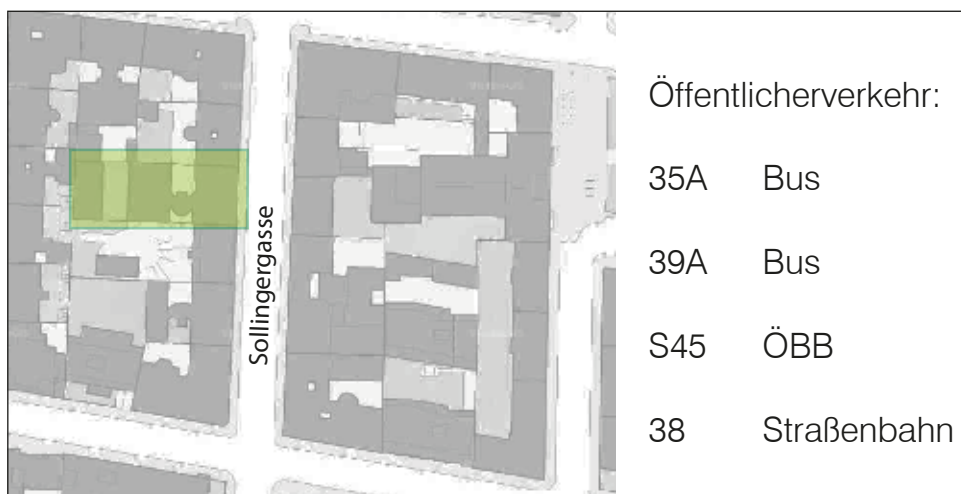 Sollingergasse
Öffentlicherverkehr:
35A Bus
39A Bus
S45 ÖBB
38 Straßenbahn